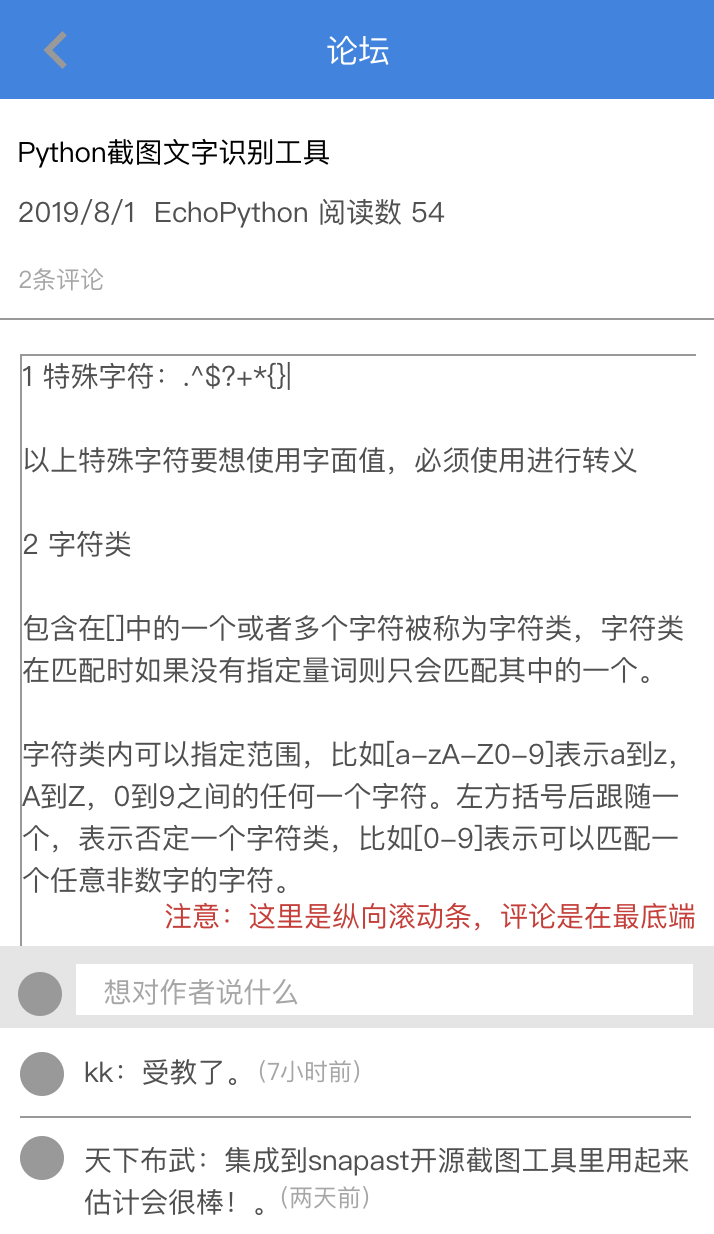 论坛
Python截图文字识别工具
2019/8/1 EchoPython 阅读数 54
2条评论
1 特殊字符：.^$?+*{}|
以上特殊字符要想使用字面值，必须使用进行转义
2 字符类
包含在[]中的一个或者多个字符被称为字符类，字符类
在匹配时如果没有指定量词则只会匹配其中的一个。
字符类内可以指定范围，比如[a-zA-Z0-9]表示a到z，
A到Z，0到9之间的任何一个字符。左方括号后跟随一
个，表示否定一个字符类，比如[0-9]表示可以匹配一
个任意非数字的字符。
注意：这里是纵向滚动条，评论是在最底端
想对作者说什么
kk：受教了。（7小时前）
天下布武：集成到snapast开源截图工具里用起来
估计会很棒！。（两天前）